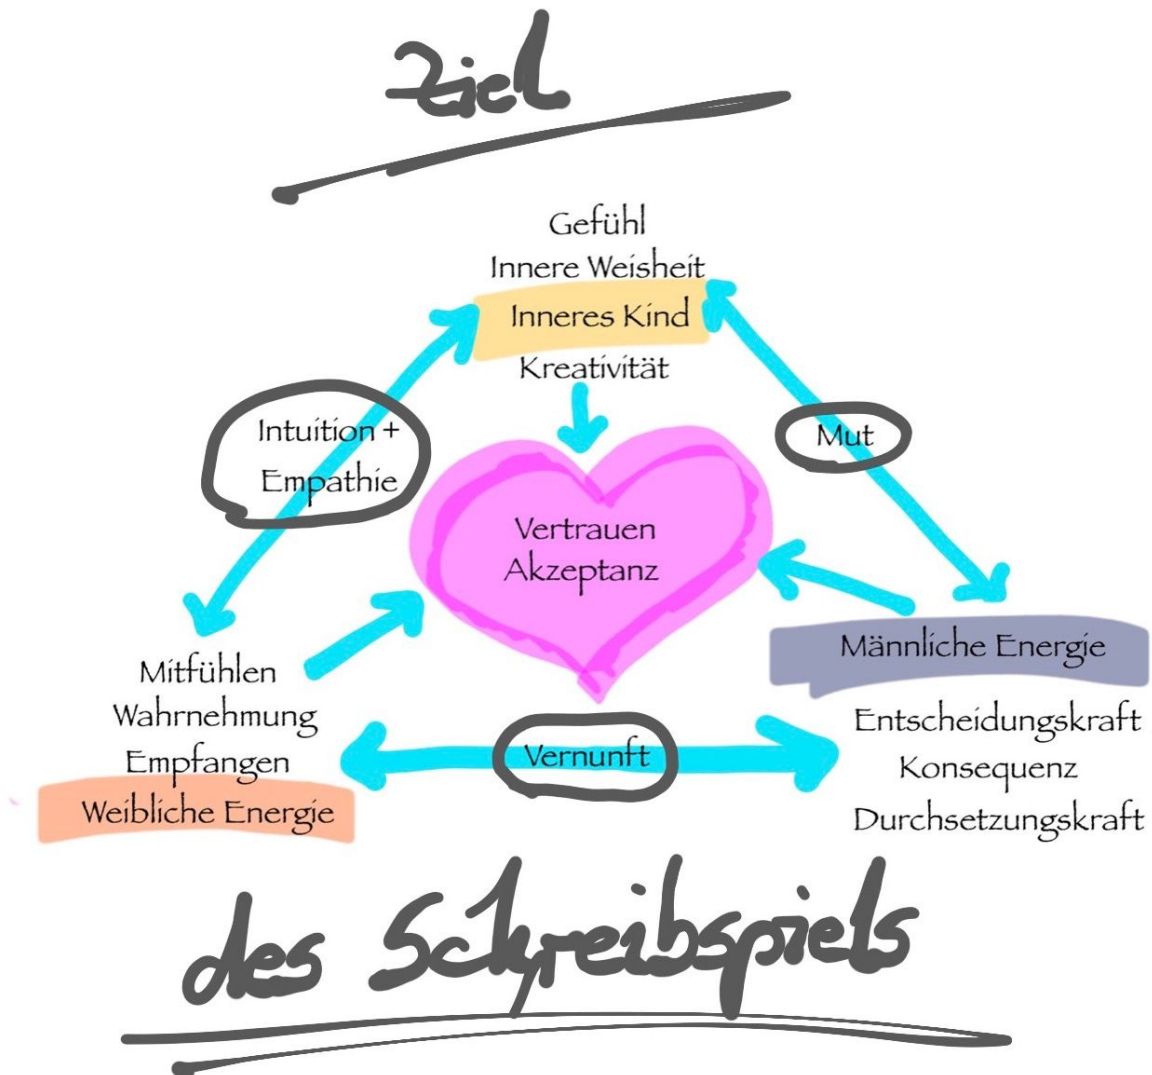 Ziel
Gefühl
Innere Weisheit
Inneres Kind
Kreativität
Intuition +
Empathie
Mut
Vertrauen
Akzeptanz
Mitfühlen
Wahrnehmung
Empfangen
Weibliche Energie
Vernunft
Männliche Energie
Entscheidungskraft
Konsequenz
Durchsetzungskraft
des Schreibspiels